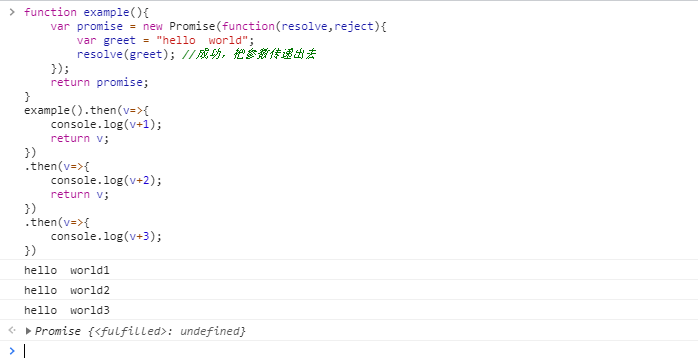 function example(){
    var promise = new Promise(function(resolve,reject){
        var greet = "hello  world";
        resolve(greet); //成功，把参数传递出去
    });
    return promise;
}
example().then(v=>{
    console.log(v+1);
    return v;
})
.then(v=>{
    console.log(v+2);
    return v;
})
.then(v=>{
    console.log(v+3);
})
hello  world1
hello  world2
hello  world3
Promise {<fulfilled>: undefined}